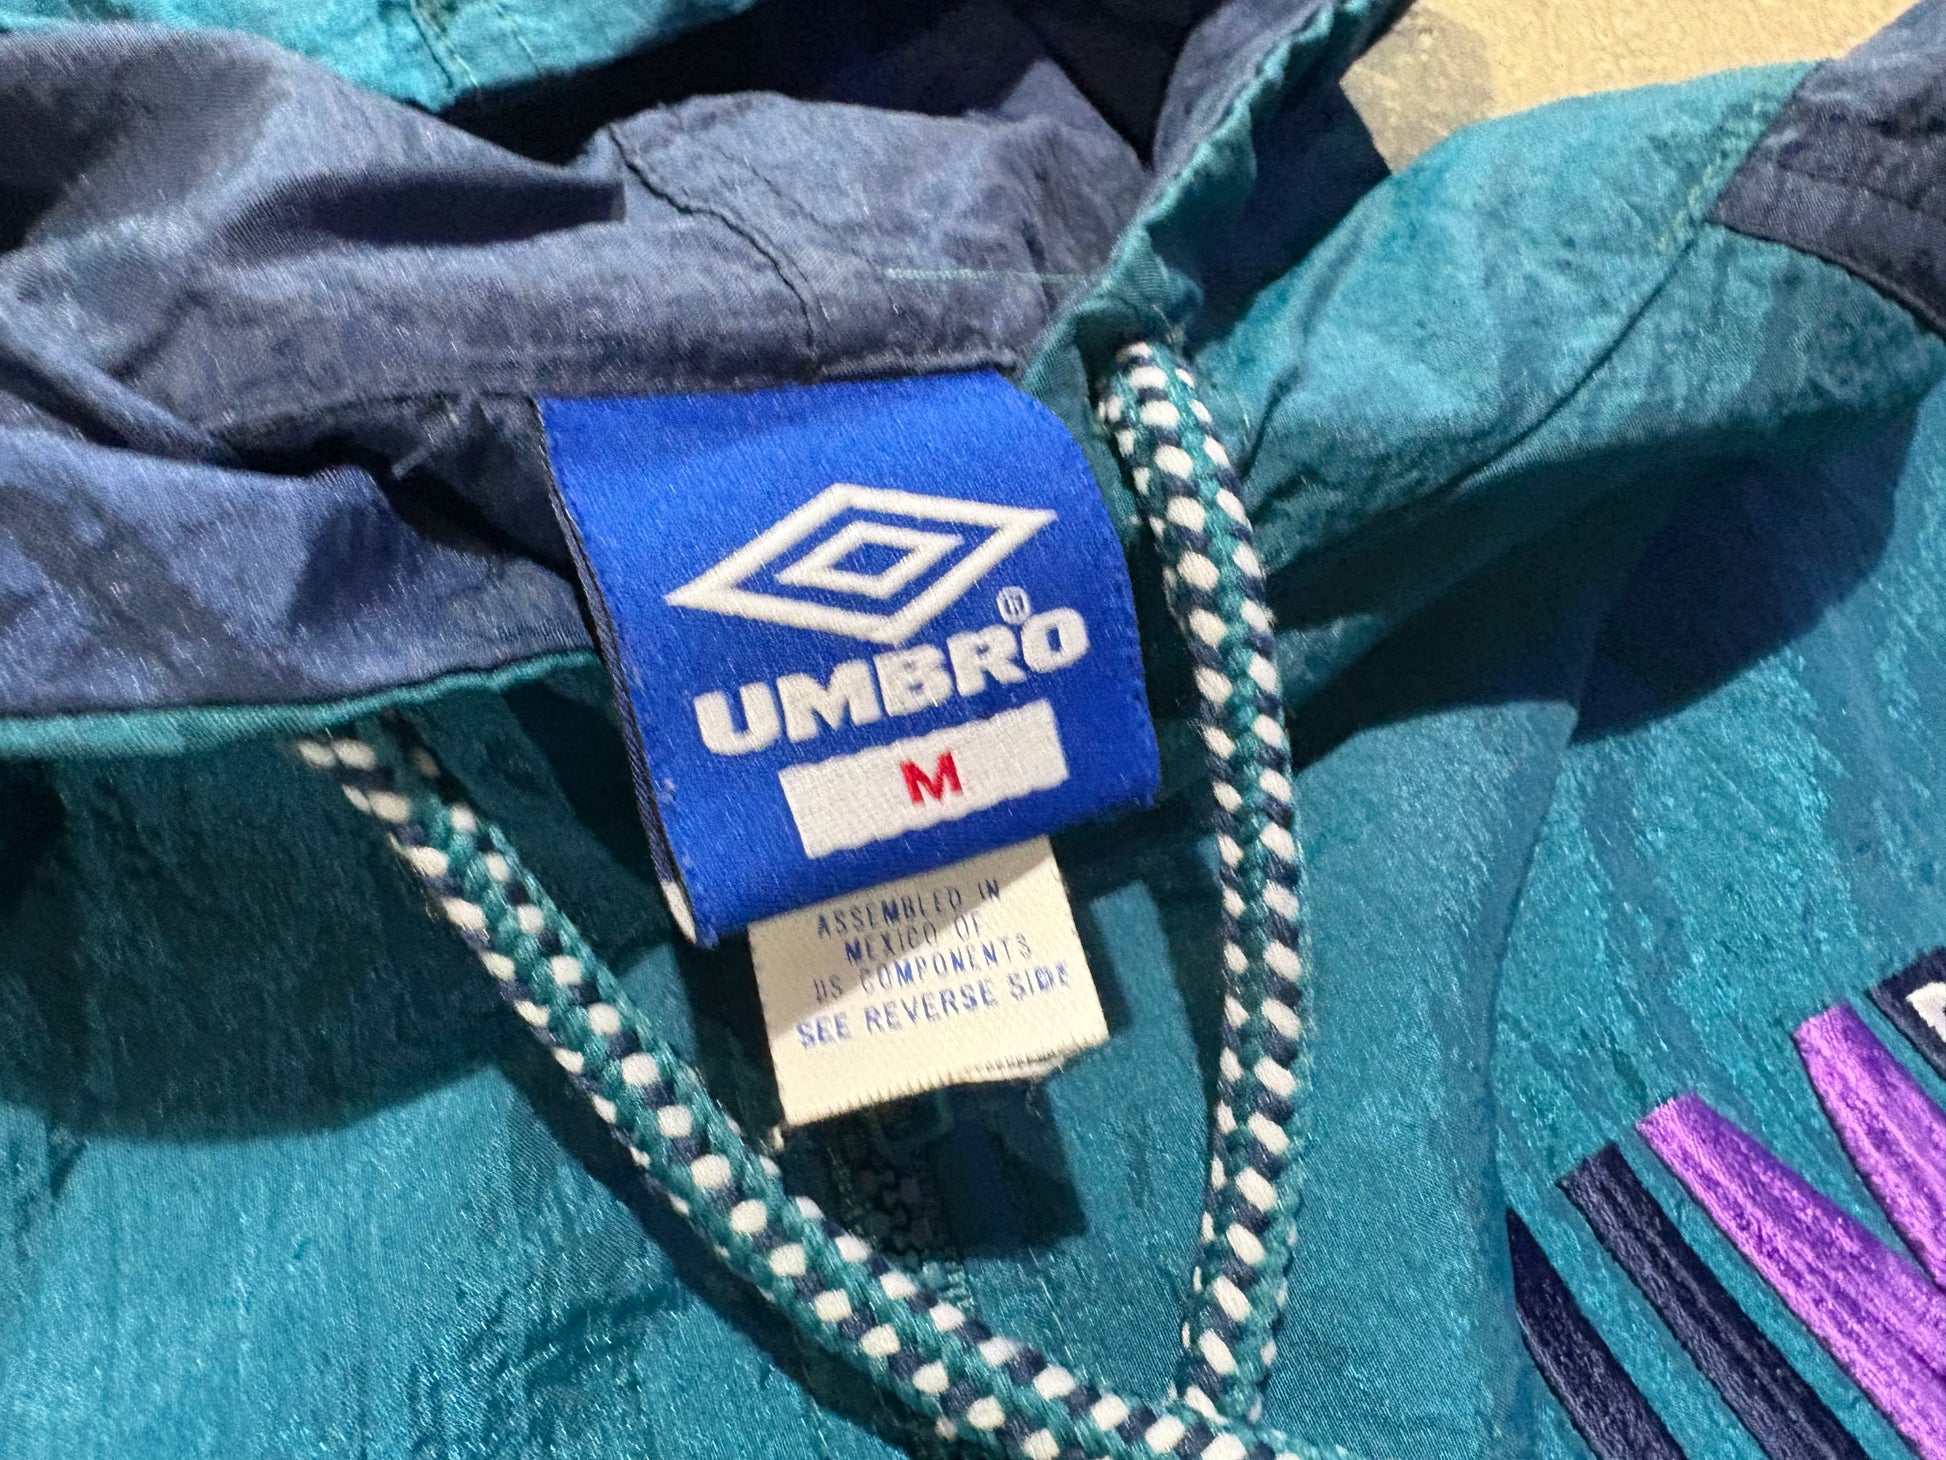 UMBRO®
M
ASSEMBLED IN
MEXICO OF
US COMPONENTS
SEE REVERSE SIDE